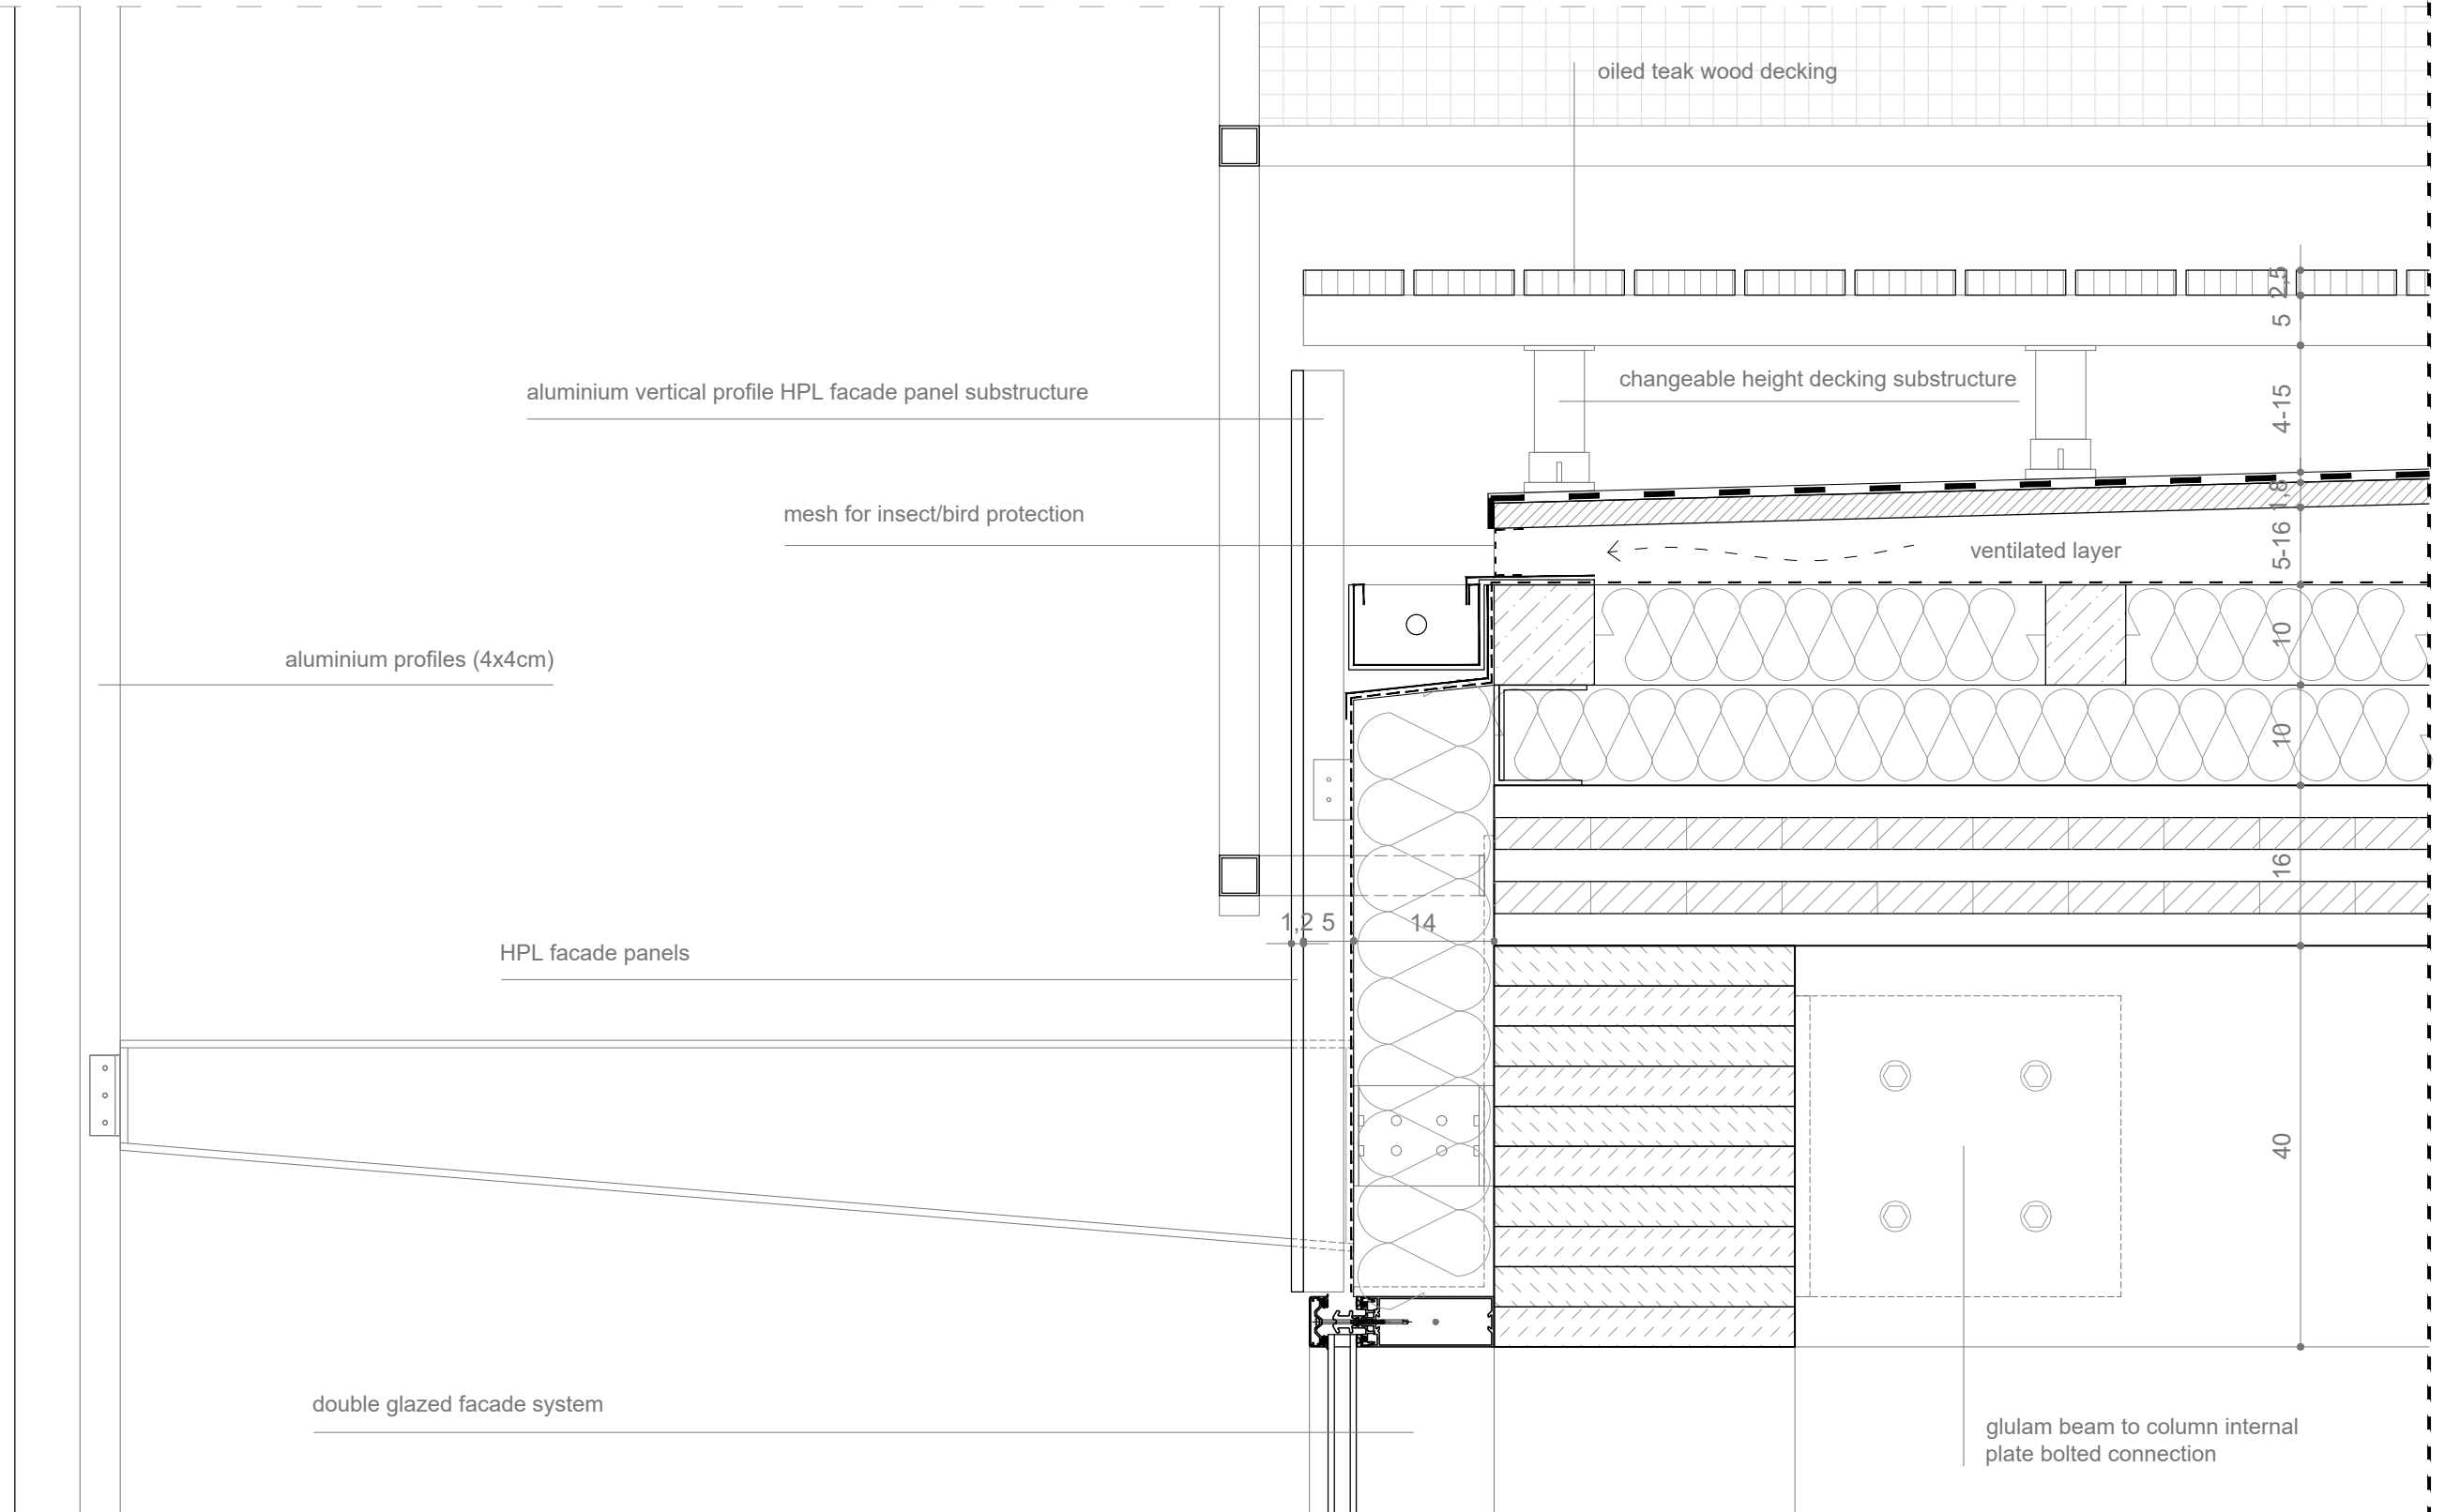 oiled teak wood decking
2,5
5
aluminium vertical profile HPL facade panel substructure
changeable height decking substructure
4-15
1,8
mesh for insect/bird protection
5-16
ventilated layer
10
aluminium profiles (4x4cm)
10
16
1,2 5
14
HPL facade panels
40
double glazed facade system
glulam beam to column internal
plate bolted connection